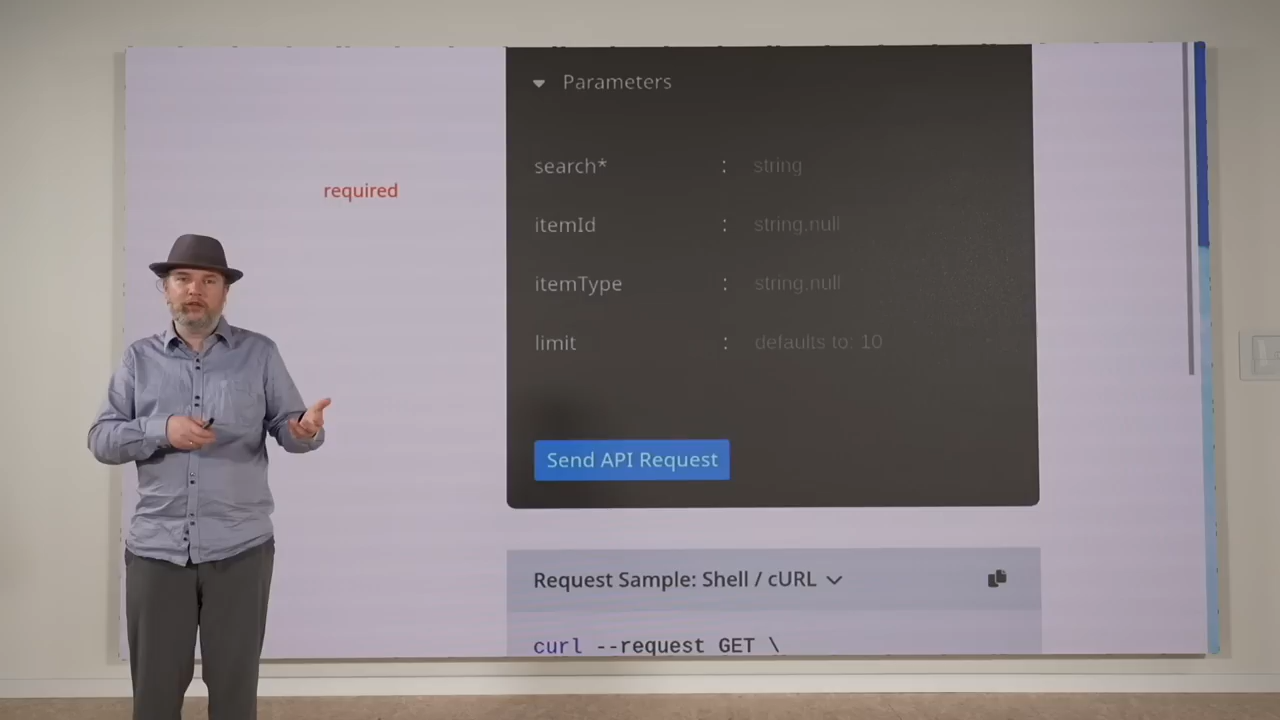 Parameters
required
search* : string
itemId : string,null
itemType : string,null
limit : defaults to: 10
Send API Request
Request Sample: Shell / cURL
curl --request GET \